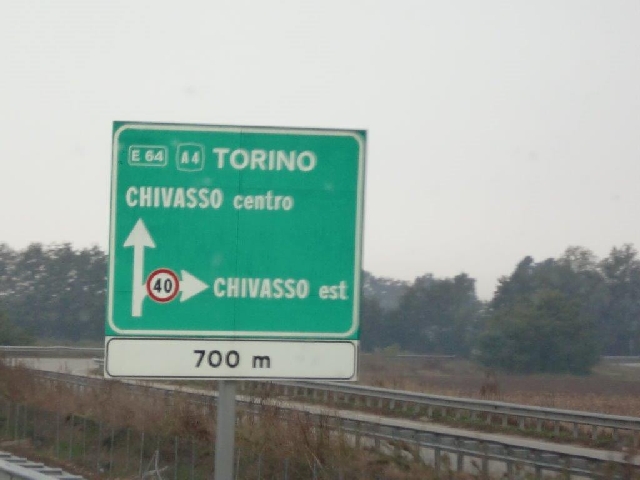 E 64 A4 TORINO
CHIVASSO centro
40 CHIVASSO est
700 m